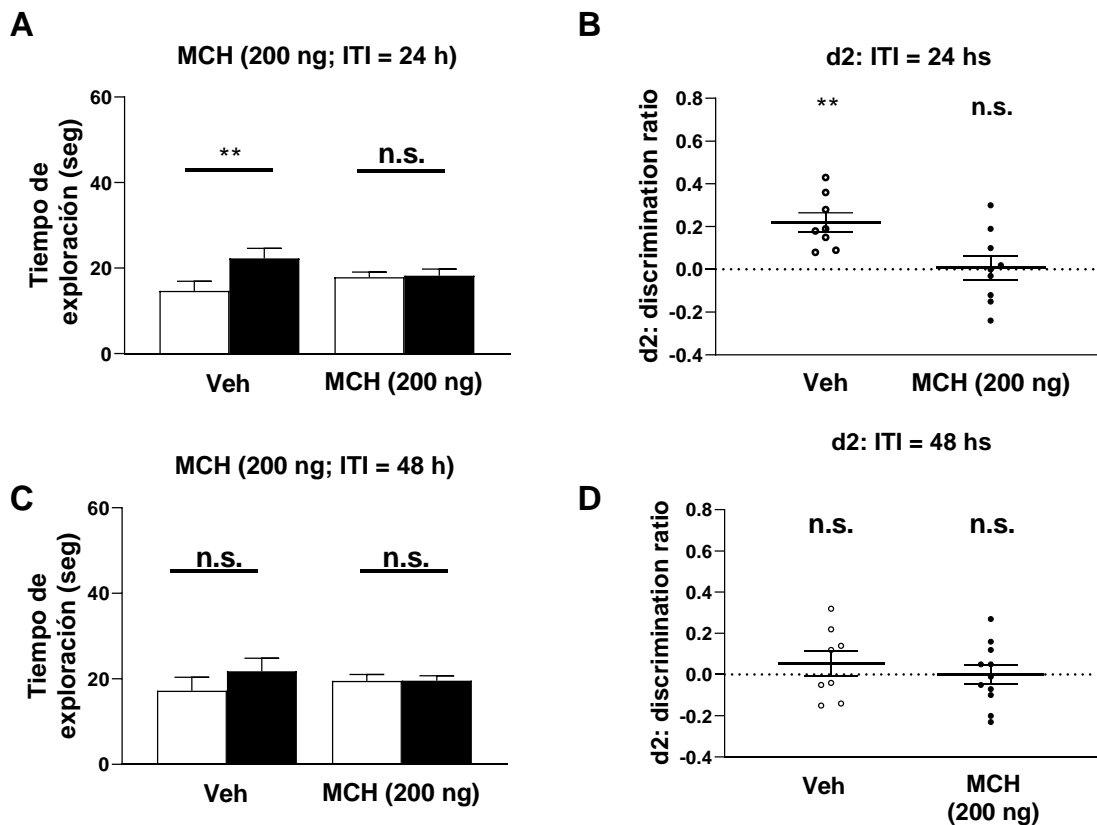 A
MCH (200 ng; ITI = 24 h)
Tiempo de
exploración (seg)
60
40
20
0
**
n.s.
Veh
MCH (200 ng)
B
d2: ITI = 24 hs
d2: discrimination ratio
0.8
0.6
0.4
0.2
0.0
-0.2
-0.4
**
n.s.
Veh
MCH (200 ng)
C
MCH (200 ng; ITI = 48 h)
Tiempo de
exploración (seg)
60
40
20
0
n.s.
n.s.
Veh
MCH (200 ng)
D
d2: ITI = 48 hs
d2: discrimination ratio
0.8
0.6
0.4
0.2
0.0
-0.2
-0.4
n.s.
n.s.
Veh
MCH
(200 ng)